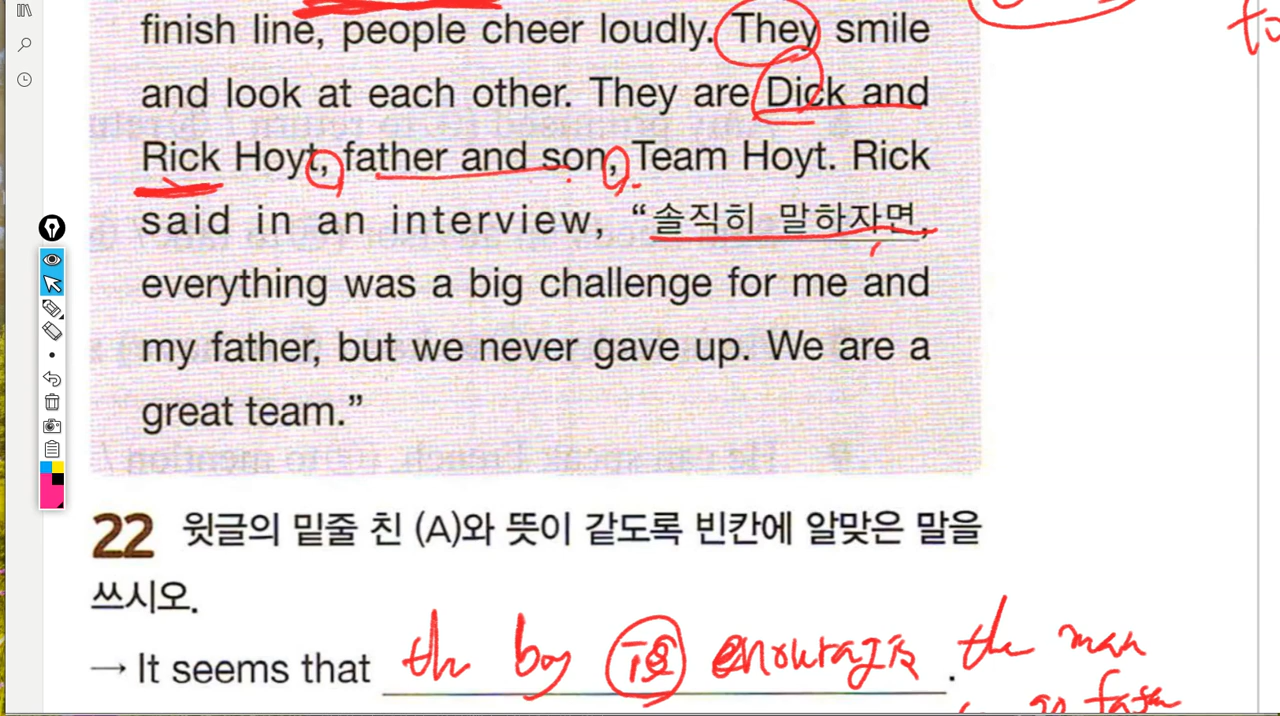 finish line, people cheer loudly. They smile
and look at each other. They are Dick and
Rick Hoyt, father and son, Team Hoyt. Rick
said in an interview, “솔직히 말하자면,
everything was a big challenge for me and
my father, but we never gave up. We are a
great team.”
22 윗글의 밑줄 친 (A)와 뜻이 같도록 빈칸에 알맞은 말을
쓰시오.
→ It seems that the boy is the man .
go